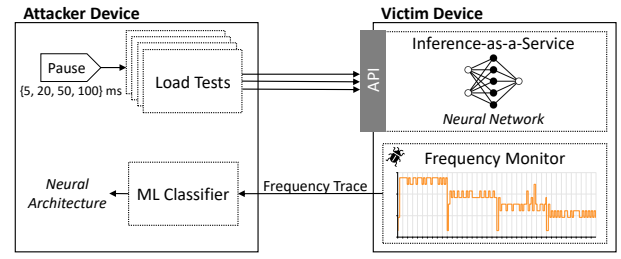 Attacker Device
Victim Device
Pause
{5, 20, 50, 100} ms
Load Tests
API
Inference-as-a-Service
Neural Network
Frequency Monitor
Frequency Trace
ML Classifier
Neural
Architecture